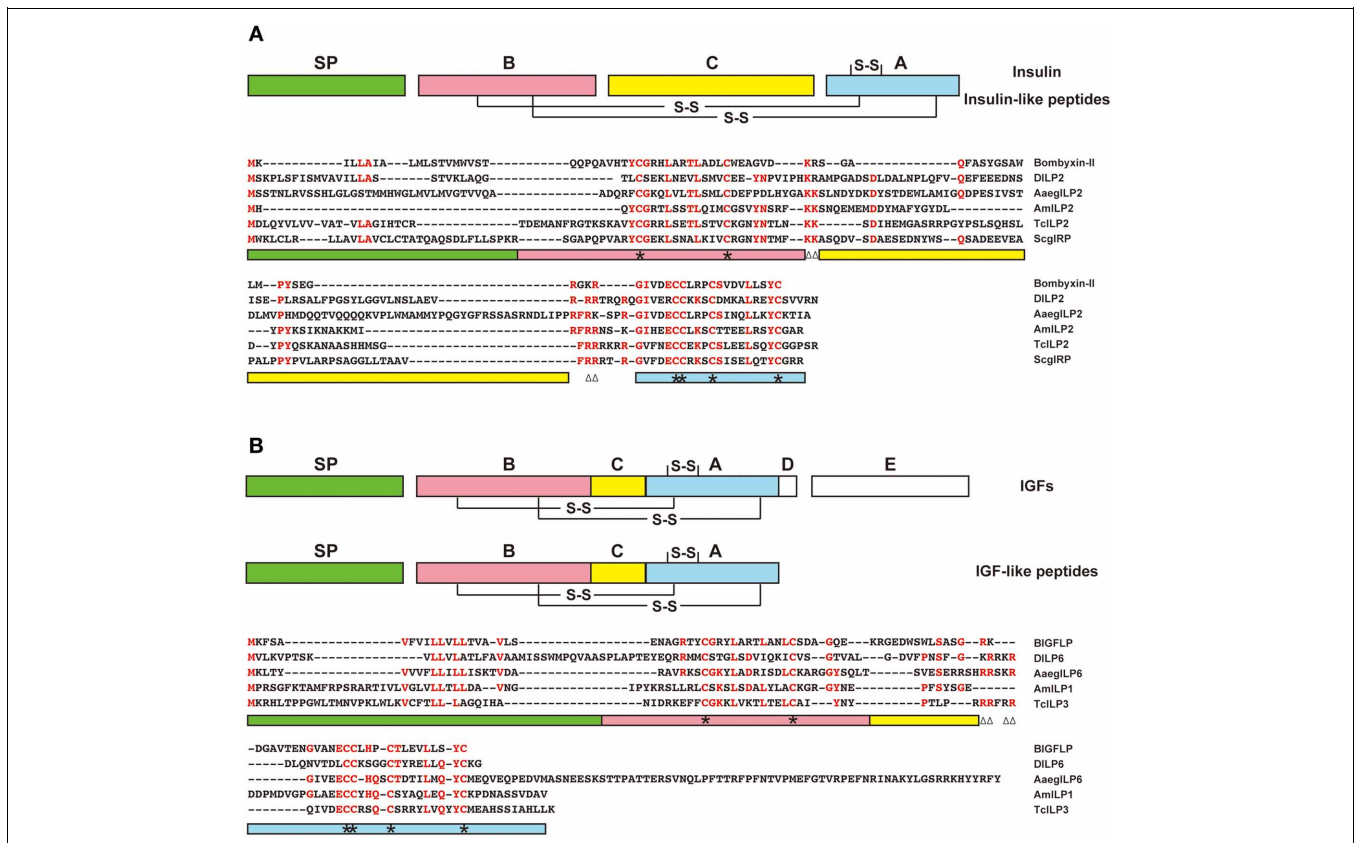 A
SP B C S-S A Insulin
S-S Insulin-like peptides
S-S
MK-------------ILLAIA---LMLSTVMWVST-----------QQPQAVHTYCGRHLARTLADLCWEAGVD---KRS--GA--------------QFASYGSAW Bombyxin-II
MSKPLSFISMVAVILLAS-------STVKLAQG-------------- TLCSEKLNEVLSMVCEE-YNPVIPHKRAMPGADSDLDALNPLQFV-QEFEEEDNS DILP2
MSSTNLRVSSHLGLGSTMMHWGLMVLMVGTVVQA----------ADQRFCGKQLVLTLSMLCDEFPDLHYGAKKSLNDYDKDYSTDEWLAMIGQDPESIVST AaegILP2
MH-----------------------------------------------QYCGRTLSSTLQIMCGSVYNSRF--KKSNQEMEMDDYMAFYGYDL---------- AmILP2
MDLQYVLVV-VAT-VLAGIHTCR-------------TDEMANFRGTKSKAVYCGRRLSETLSTVCKGNYNTLN--KK-----SDIHEMGASRRPGYPSLSQHSL TcILP2
MWKLCLR---LLAVLAVCLCTATQAQSDLFLLSPKR------SGAPQPVARYCGEKLSNALKIVCRGNYNTMF-KKASQDV-SDAESEDNYWS--QSADEEVEA ScgIRP
* * △△
LM--PYSEG----------------------------------RGKR-----GIVDECCLRPCSVDVLLSYC Bombyxin-II
ISE-PLRSALFPGSYLGGVLNSLAEV------------------R-RRTRQRQGIVERCCKKSCDMKALREYCSVVRN DILP2
DLMVPHMDQQTVQQQQKVPLWMAMMYPQGYGFRSSASRNDLIPPRFRK-SPR-GIVDECCLRPCSINQLLKYCKTIA AaegILP2
---YPYKSIKNAKKMI----------------------------RFRRNS-K-GIHEECCLKSCTTEELRSYCGAR AmILP2
D--YPYQSKANAASHHMSG--------------------------FRRRKRR-GVFNECCEKPCSLEELSQYCGGPSR TcILP2
PALPPYPVLARPSAGGLLTAAV-----------------------FRRRT-R-GVFDECCRKSCSISELQTYCGRR ScgIRP
△△ ** * *
B
SP B C S-S A D E
IGFs
S-S
S-S
SP B C S-S A
IGF-like peptides
S-S
S-S
MKFSA----------------VFVILLVLLTVA-VLS------------------ENAGRTYCGRYLARTLANLCSDA-GQE--KRGEDWSWLSASG--RK--- BIGFLP
MVLKVPTSK---------------VLLVLATLFAVAAMISSWMPQVAASPLAPTEYEQRRMMCSTGLSDVIQKICVS--GTVAL---G-DVFPNSF-G--KRRKR DILP6
MKLTY----------------VVVFLLILLISKTVDA-------------------RAVRKSCGKYLADRISDLCKARGGYSQLT-----SVESERRSHRRSKR AaegILP6
MPRSGFKTAMFRPSRARTIVLVGLVLLTLLDA--VNG---------------IPYKRSLLRLCSKSLSDALYLACKGR-GYNE-------PFSYSGE------ AmILP1
MKRHLTPPGWLTMNVPKLWLKVCFTLL-LAGQIHA-----------------NIDRKEFFCGKKLVKTLTELCAI---YNY---------PTLP--RRRFRR TcILP3
* * △△ △△
-DGAVTENGVANECCLHP-CTLEVLLS-YC BIGFLP
-----DLQNVTDLCCKSGGCTYRELLQ-YCKG DILP6
--------GIVEECC-HQSCTDTILMQ-YCMEQVEQPEDVMASNEESKSTTPATTERSVNQLPFTTRFPFNTVPMEFGTVRPEFNRINAKYLGSRRKHYYRFY AaegILP6
DDPMDVGPGLAEECCYHQ-CSYAQLEQ-YCKPDNASSVDAV AmILP1
--------QIVDECCRSQ-CSRRYLVQYYCMEAHSSIAHLLK TcILP3
** * *